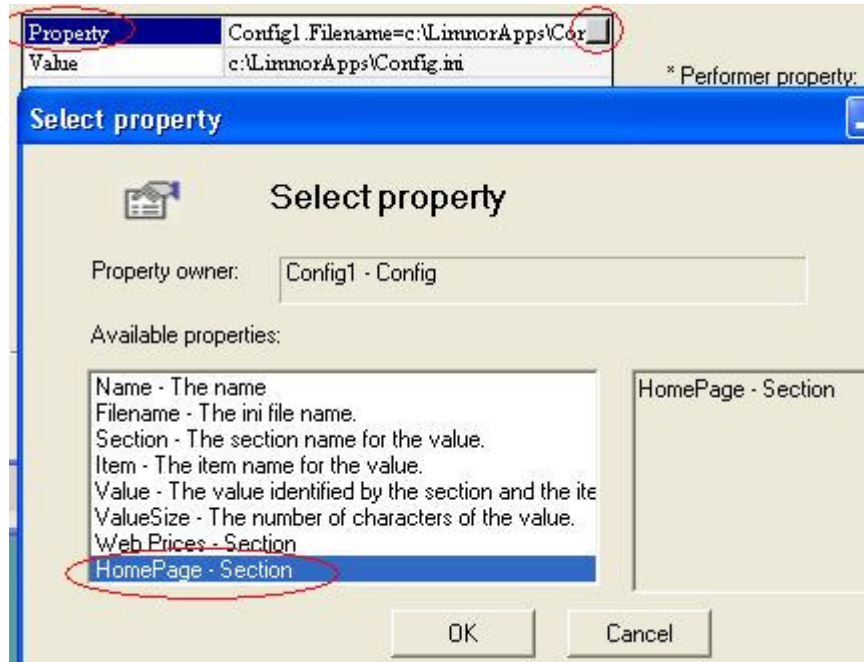 Property Config1.Filename=c:\LimnorApps\Cor
Value c:\LimnorApps\Config.ini
* Performer property:
Select property
Select property
Property owner: Config1 - Config
Available properties:
Name - The name
Filename - The ini file name.
Section - The section name for the value.
Item - The item name for the value.
Value - The value identified by the section and the ite
ValueSize - The number of characters of the value.
Web Prices - Section
HomePage - Section
HomePage - Section
OK Cancel